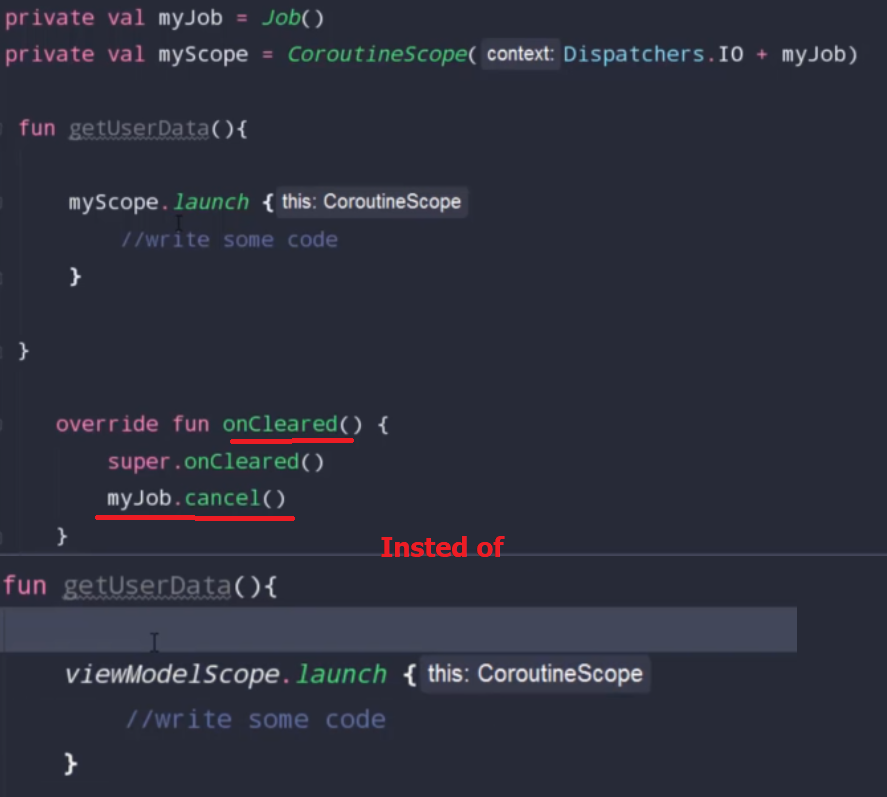 private val myJob = Job()
private val myScope = CoroutineScope( context: Dispatchers.IO + myJob)
fun getUserData(){
myScope.launch { this: CoroutineScope
//write some code
}
}
override fun onCleared() {
super.onCleared()
myJob.cancel()
}
Insted of
fun getUserData(){
viewModelScope.launch { this: CoroutineScope
//write some code
}